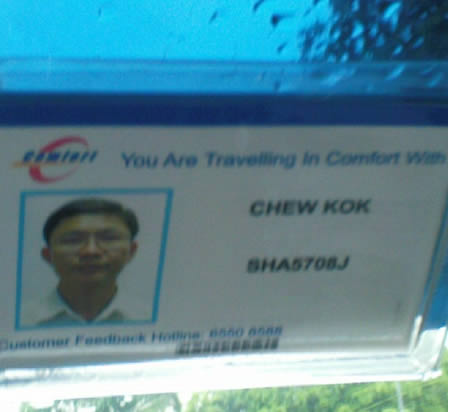 Comfort You Are Travelling In Comfort With
CHEW KOK
SHA5708J
Customer Feedback Hotline: 6550 8588